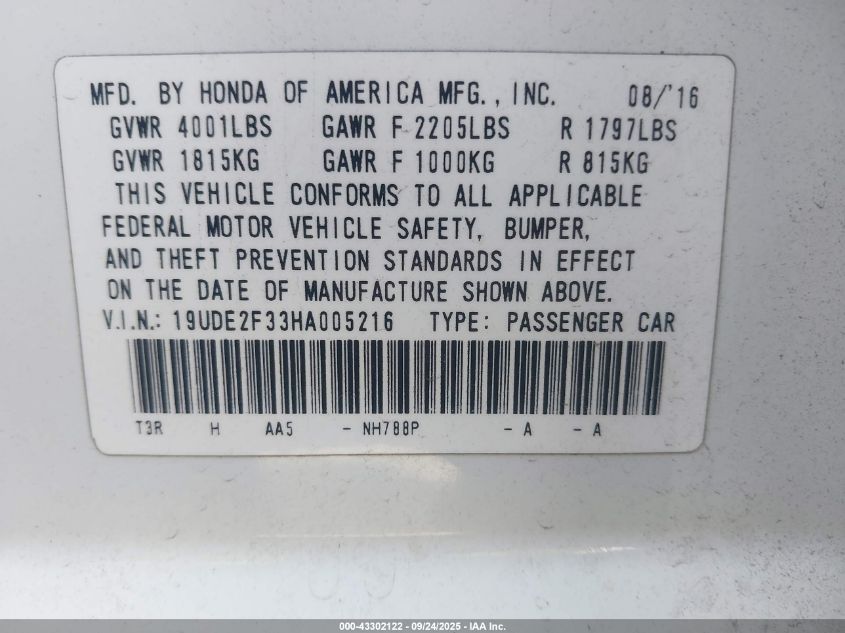 MFD. BY HONDA OF AMERICA MFG., INC. 08/'16
GVWR 4001LBS GAWR F 2205LBS R 1797LBS
GVWR 1815KG GAWR F 1000KG R 815KG
THIS VEHICLE CONFORMS TO ALL APPLICABLE
FEDERAL MOTOR VEHICLE SAFETY, BUMPER,
AND THEFT PREVENTION STANDARDS IN EFFECT
ON THE DATE OF MANUFACTURE SHOWN ABOVE.
V.I.N.: 19UDE2F33HA005216 TYPE: PASSENGER CAR
T3R H AA5 - NH788P - A - A
000-43302122 - 09/24/2025 - IAA Inc.